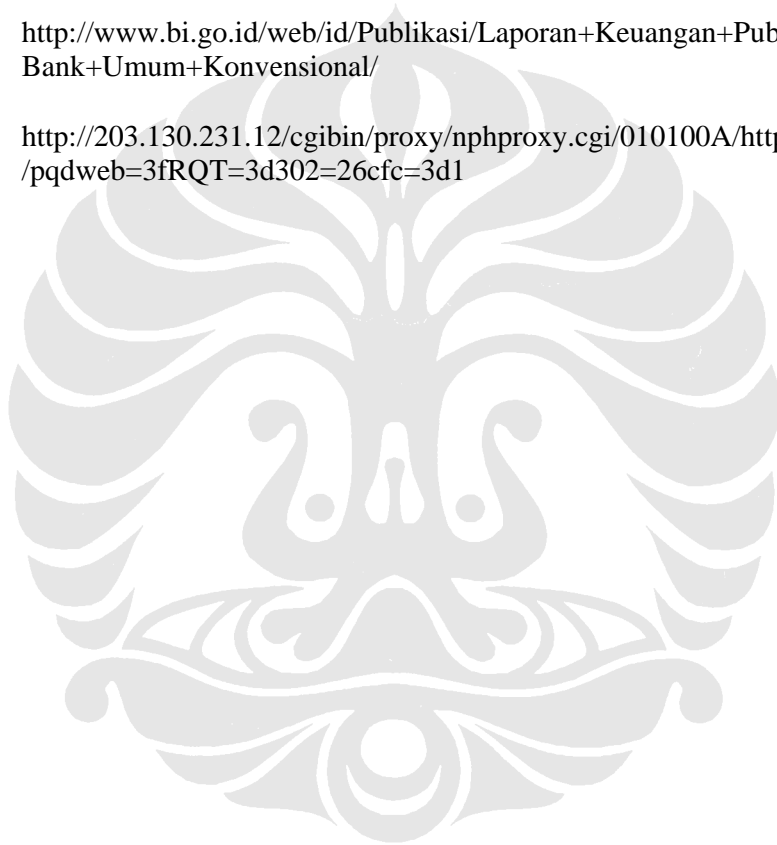 http://www.bi.go.id/web/id/Publikasi/Laporan+Keuangan+Pub
Bank+Umum+Konvensional/
http://203.130.231.12/cgibin/proxy/nphproxy.cgi/010100A/http
/pqdweb=3fRQT=3d302=26cfc=3d1